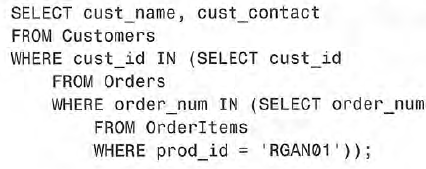 SELECT cust_name, cust_contact
FROM Customers
WHERE cust_id IN (SELECT cust_id
    FROM Orders
    WHERE order_num IN (SELECT order_num
        FROM OrderItems
        WHERE prod_id = 'RGAN01'));